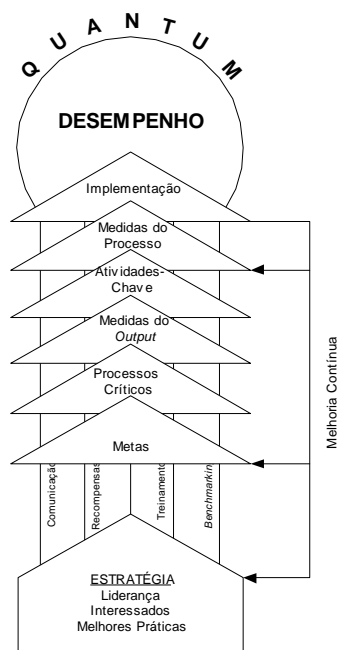 QUANTUM
DESEMPENHO
Implementação
Medidas do
Processo
Atividades-
Chave
Medidas do
Output
Processos
Críticos
Metas
Melhoria Contínua
Comunicação
Recompensas
Treinamento
Benchmarkin
ESTRATÉGIA
Liderança
Interessados
Melhores Práticas